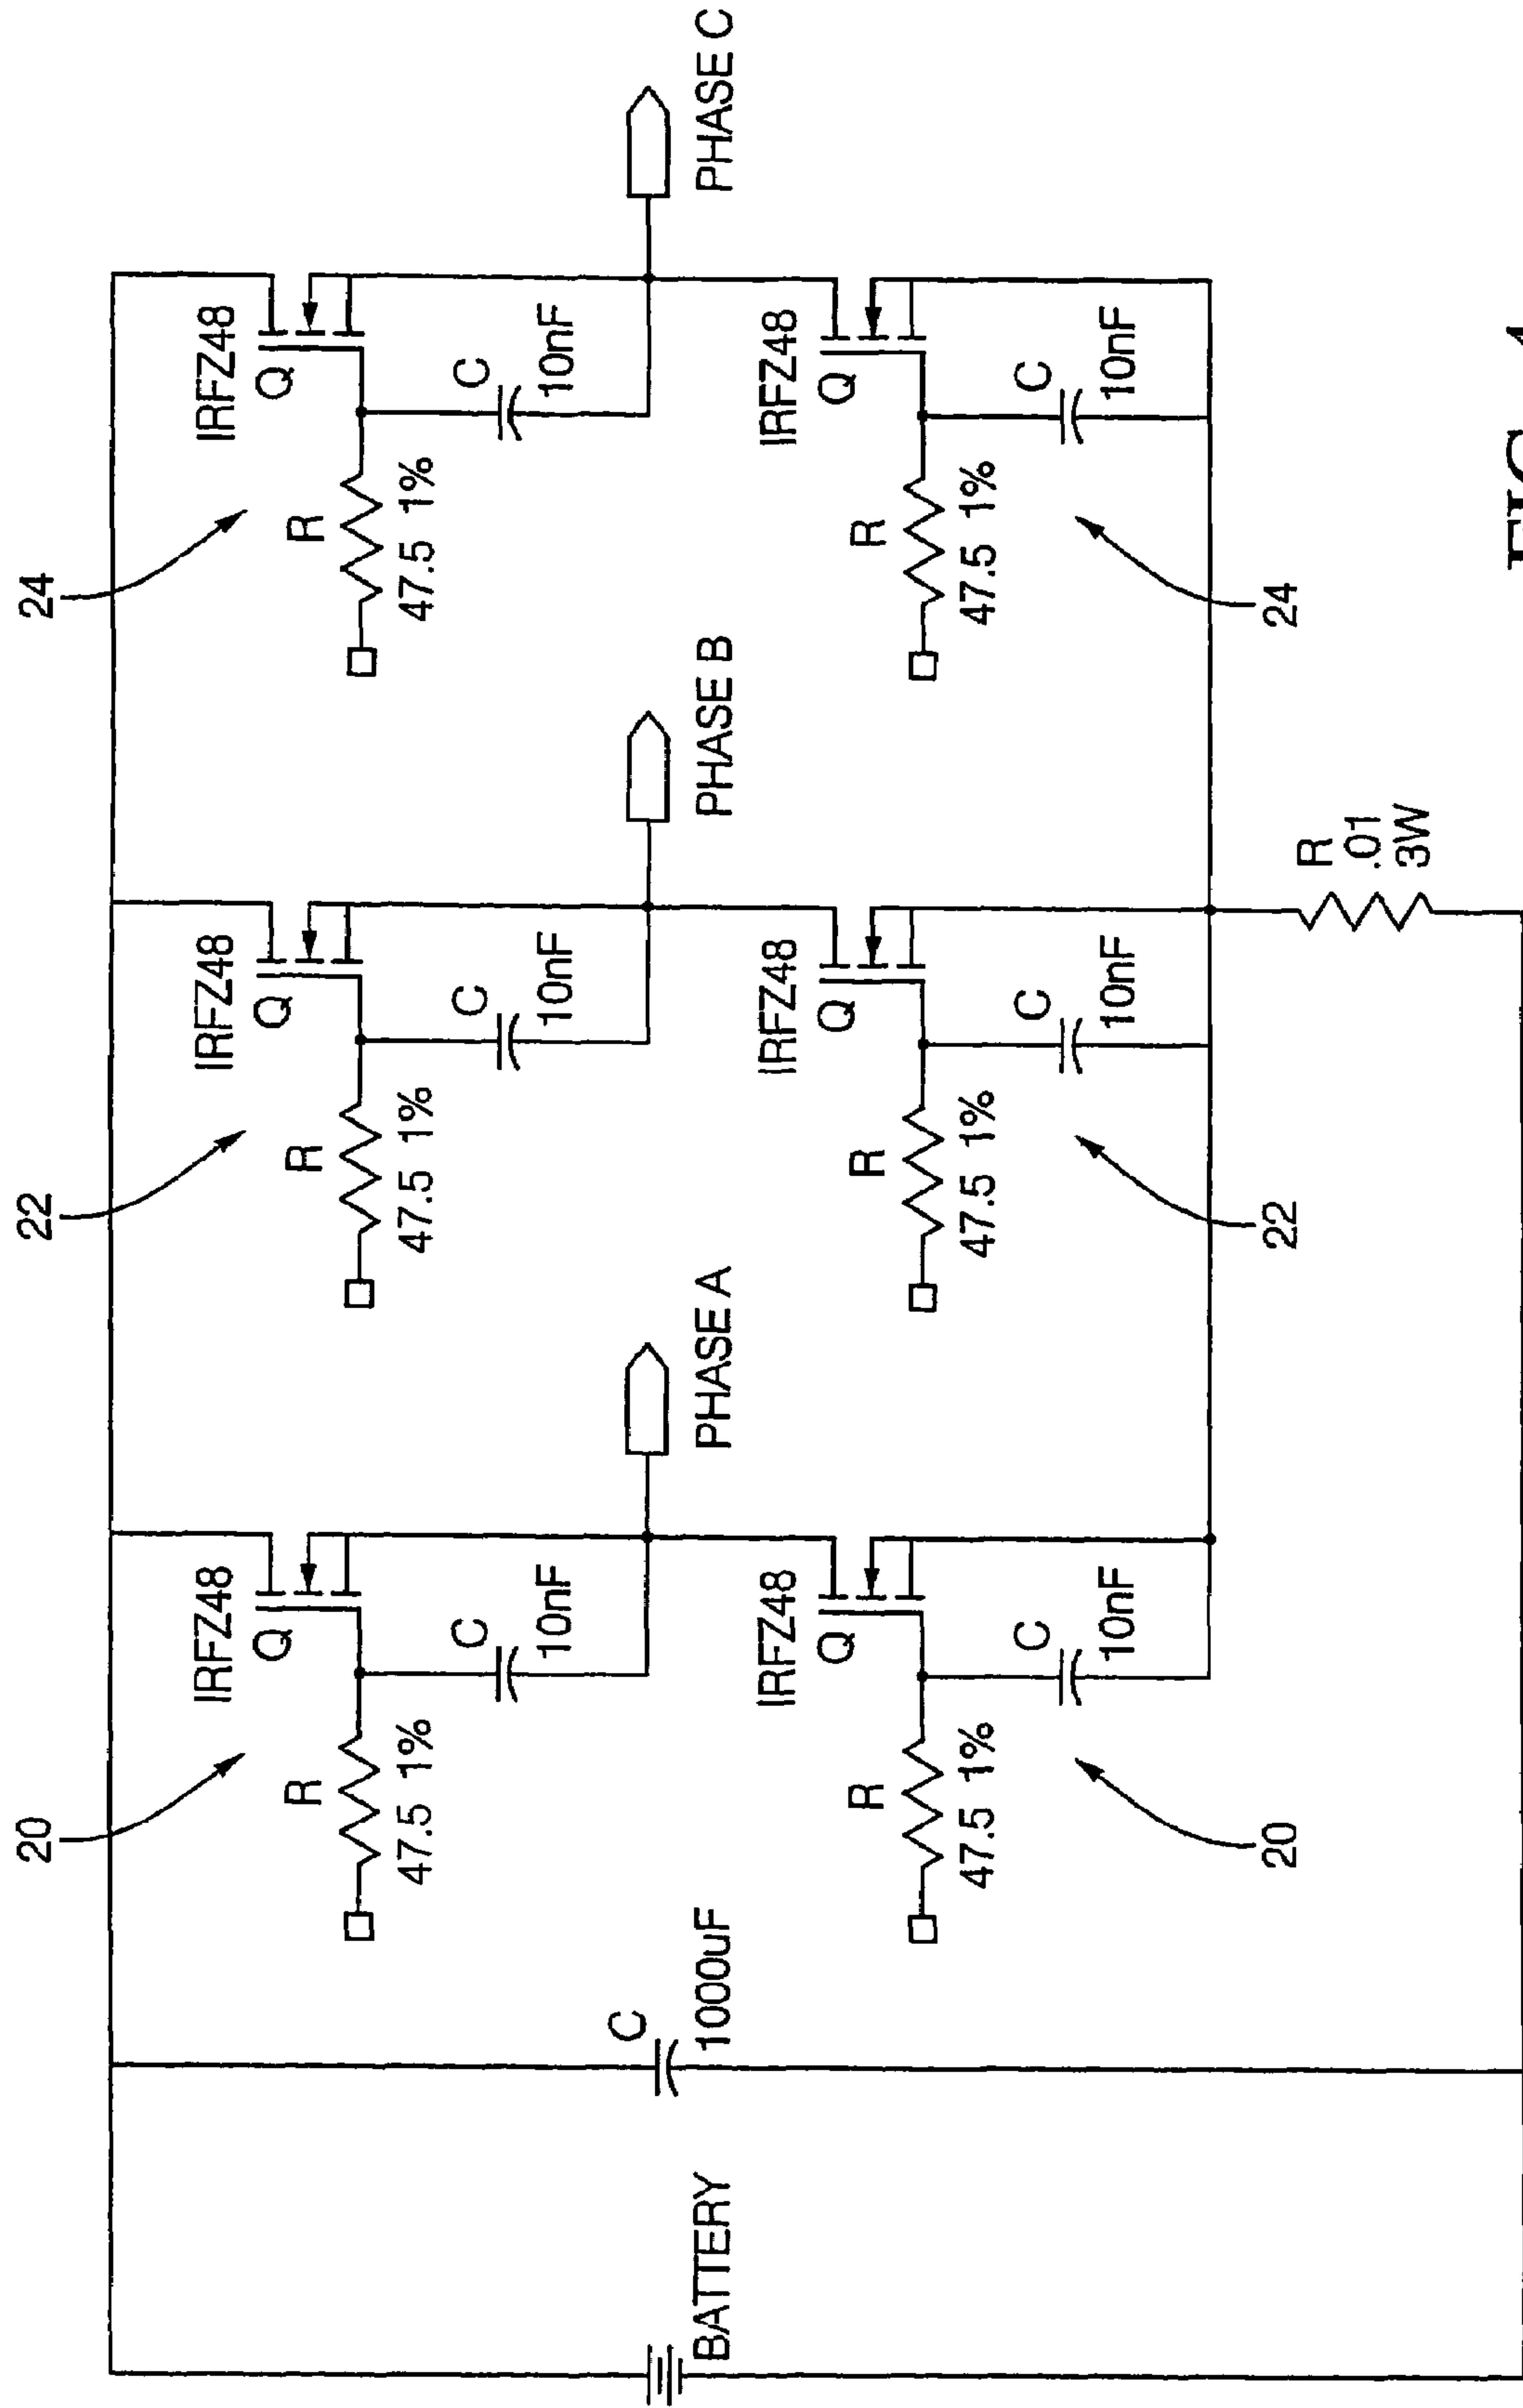 24
22
20
IRFZ48
Q
R
47.5 1%
C
10nF
IRFZ48
Q
R
47.5 1%
C
10nF
IRFZ48
Q
R
47.5 1%
C
10nF
PHASE A
PHASE B
PHASE C
BATTERY
C
1000uF
IRFZ48
Q
R
47.5 1%
C
10nF
IRFZ48
Q
R
47.5 1%
C
10nF
IRFZ48
Q
R
47.5 1%
C
10nF
20
22
24
R
.01
3W